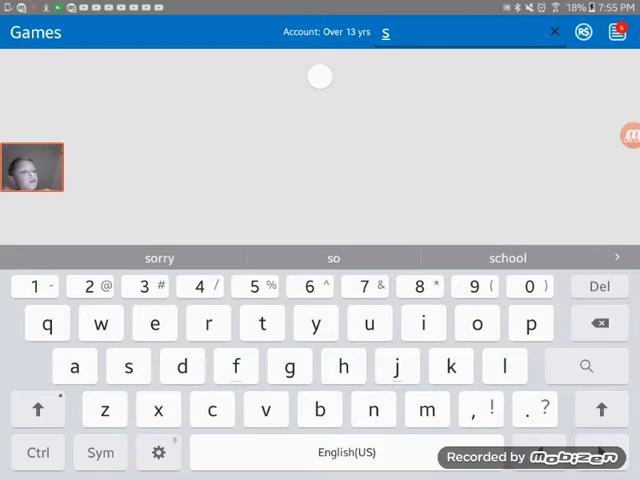 18% 7:55 PM
Games Account: Over 13 yrs S × R$ 6
sorry so school >
1 - 2 @ 3 # 4 / 5 % 6 ^ 7 & 8 * 9 ( 0 ) Del
q w e r t y u i o p
a s d f g h j k l
z x c v b n m , ! . ?
Ctrl Sym English(US)
Recorded by mobizen